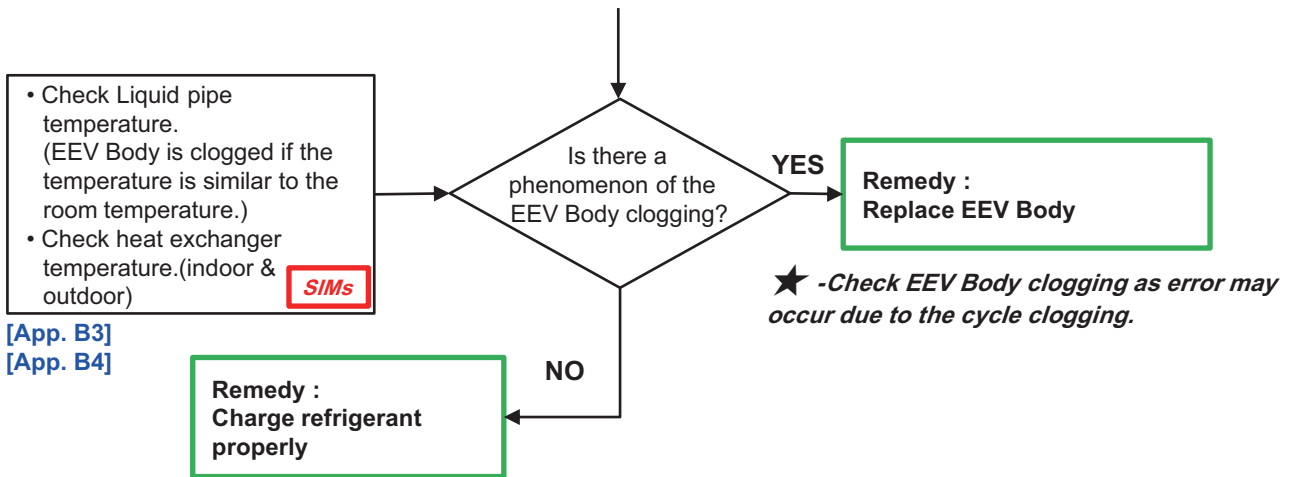 • Check Liquid pipe
temperature.
(EEV Body is clogged if the
temperature is similar to the
room temperature.)
• Check heat exchanger
temperature.(indoor &
outdoor)
SIMs
[App. B3]
[App. B4]
Is there a
phenomenon of the
EEV Body clogging?
YES
Remedy :
Replace EEV Body
★ -Check EEV Body clogging as error may
occur due to the cycle clogging.
NO
Remedy :
Charge refrigerant
properly